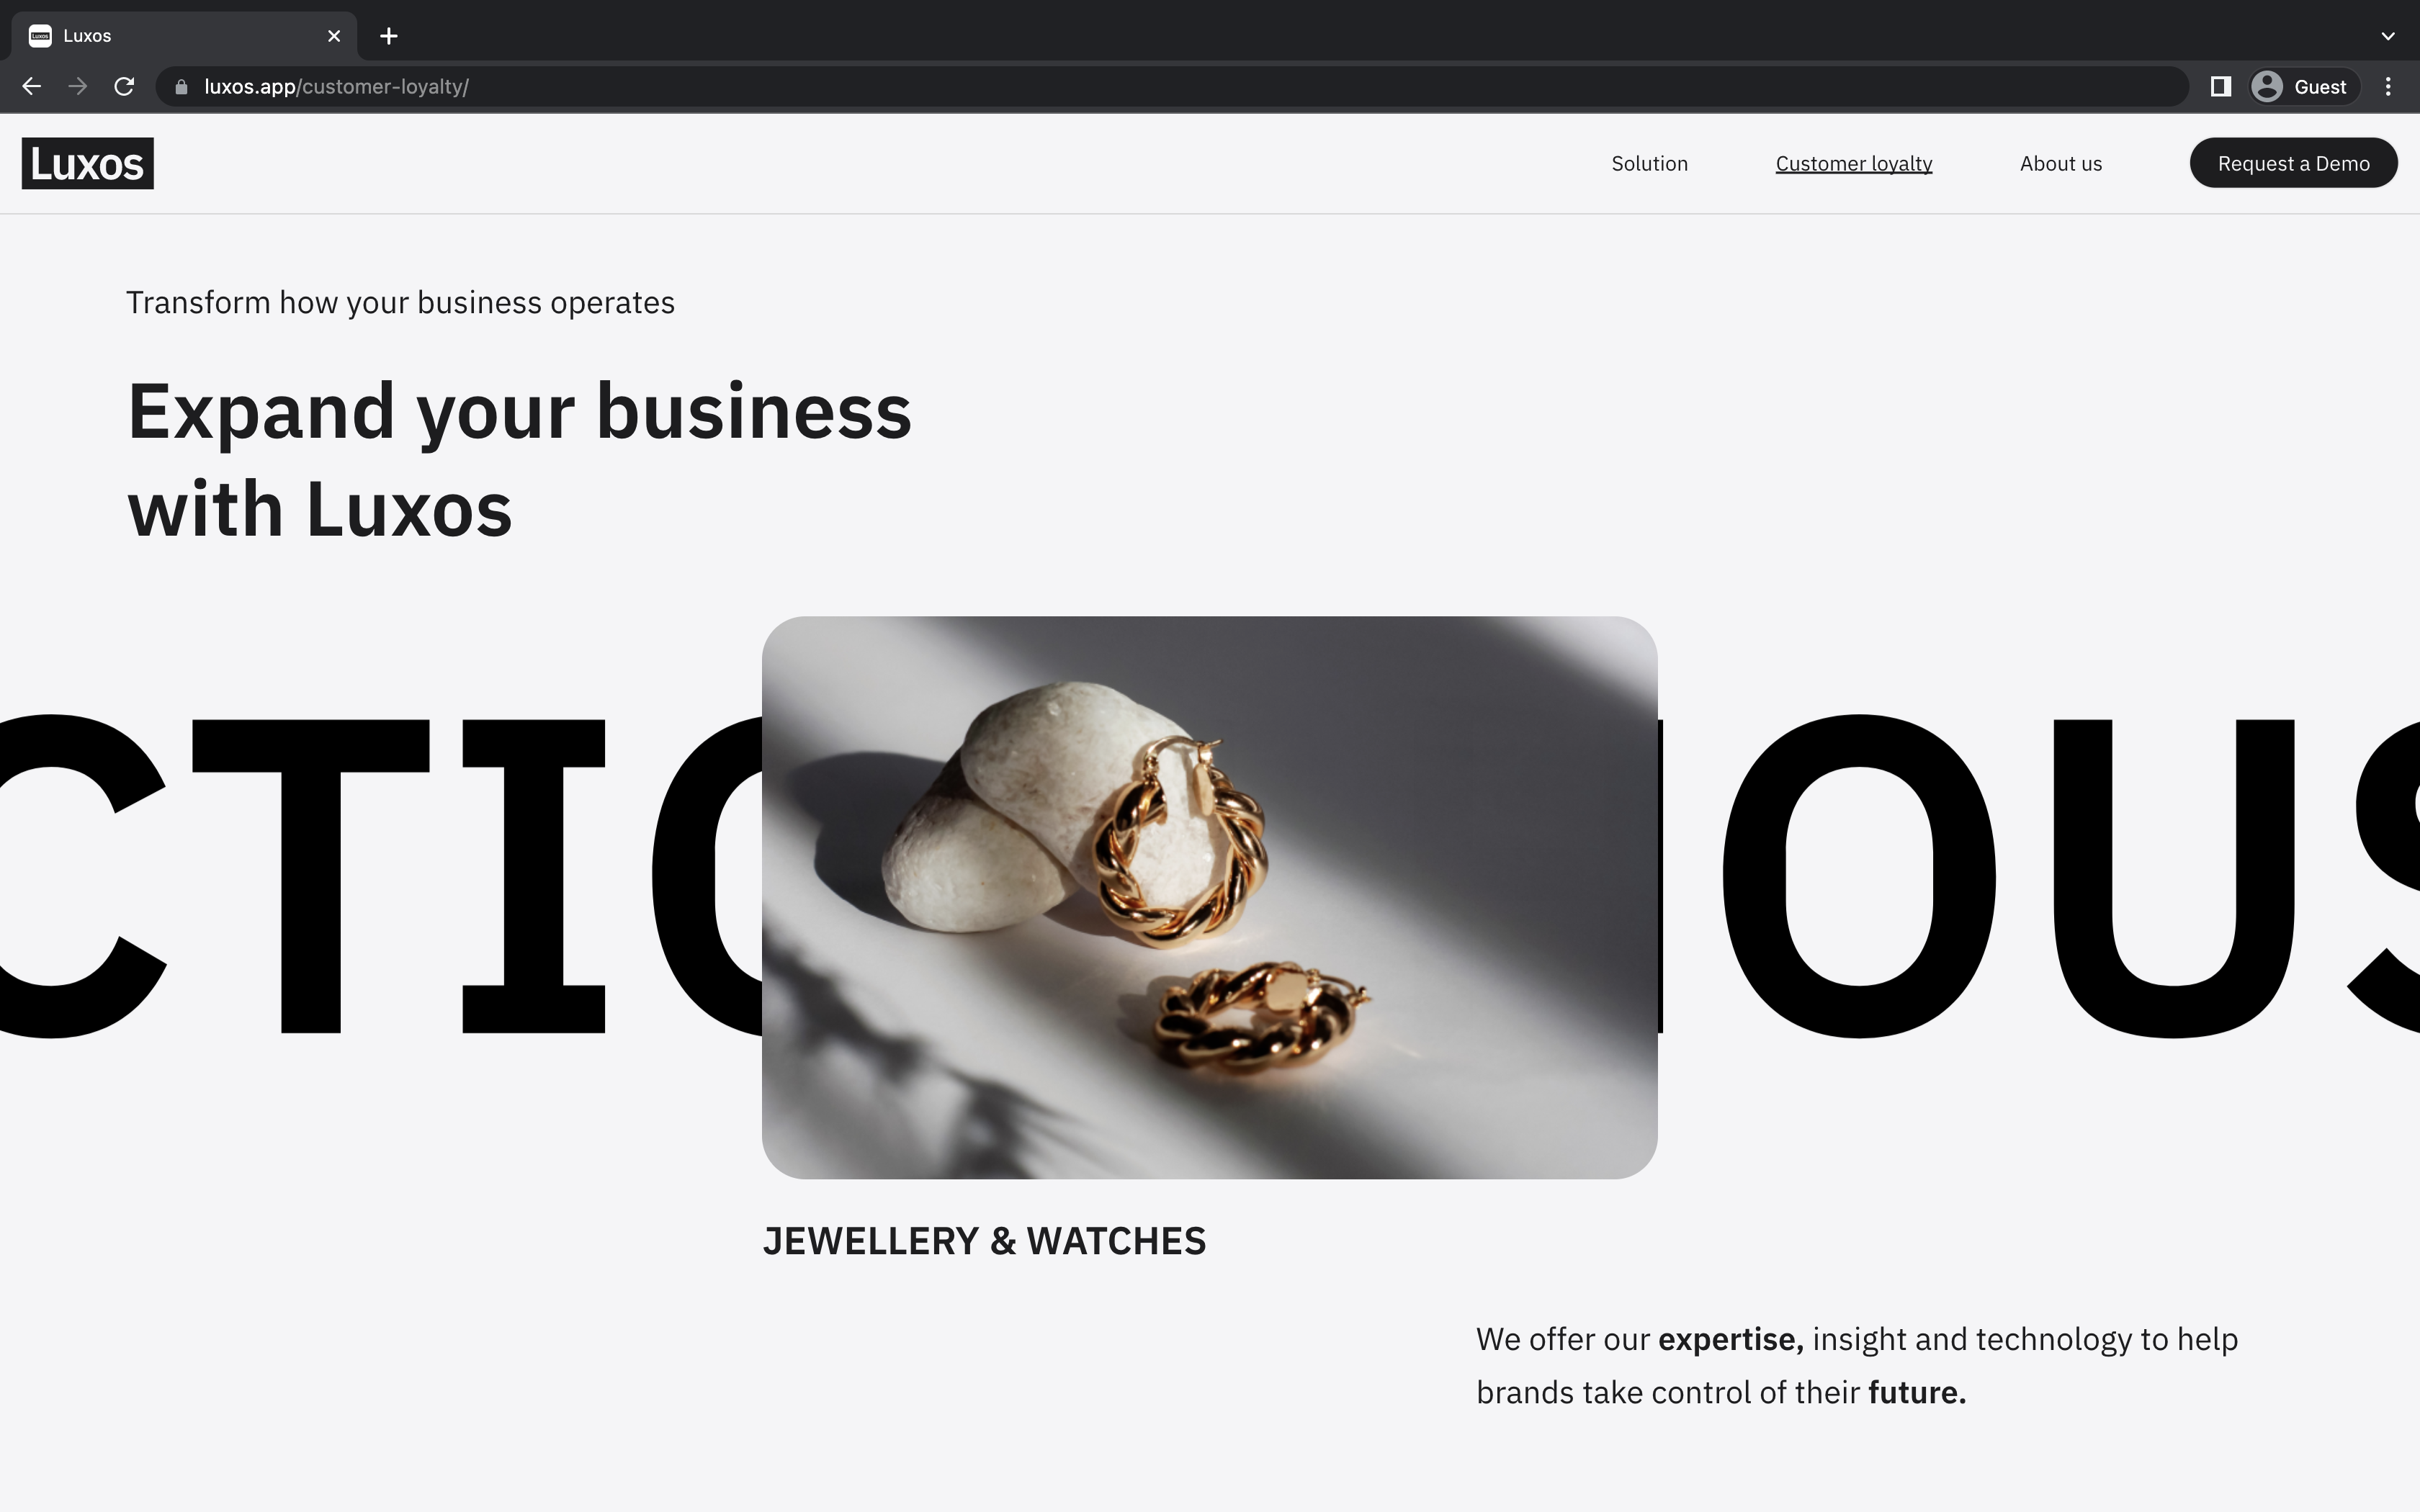 Luxos
luxos.app/customer-loyalty/
Guest
Luxos
Solution
Customer loyalty
About us
Request a Demo
Transform how your business operates
Expand your business
with Luxos
JEWELLERY & WATCHES
We offer our expertise, insight and technology to help
brands take control of their future.